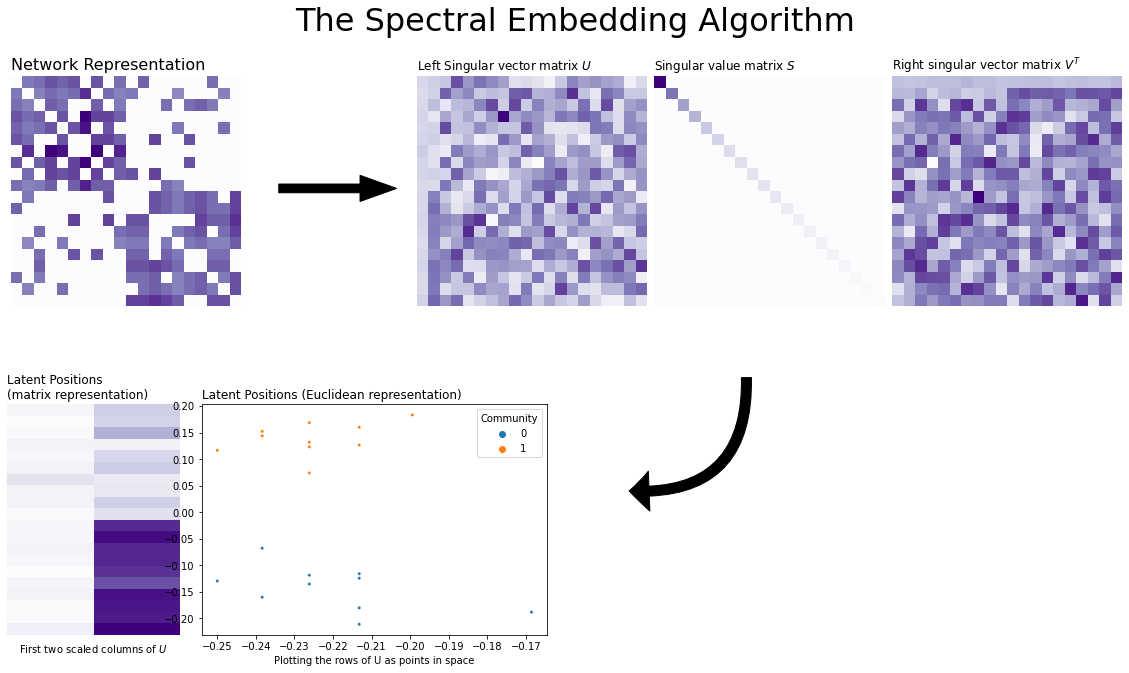 The Spectral Embedding Algorithm
Network Representation
Left Singular vector matrix U
Singular value matrix S
Right singular vector matrix V^T
Latent Positions
(matrix representation)
First two scaled columns of U
Latent Positions (Euclidean representation)
0.20
0.15
0.10
0.05
0.00
−0.05
−0.10
−0.15
−0.20
Community
0
1
−0.25 −0.24 −0.23 −0.22 −0.21 −0.20 −0.19 −0.18 −0.17
Plotting the rows of U as points in space